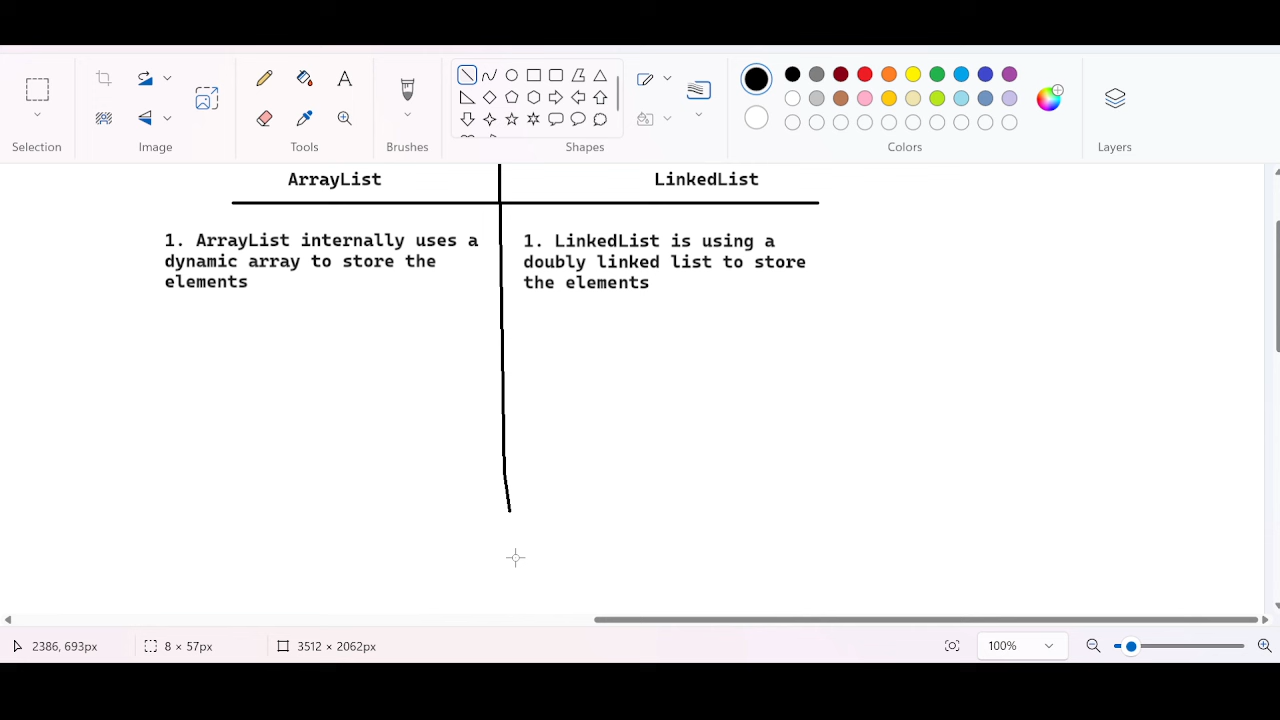 Selection
Image
Tools
Brushes
Shapes
Colors
Layers
ArrayList
LinkedList
1. ArrayList internally uses a
dynamic array to store the
elements
1. LinkedList is using a
doubly linked list to store
the elements
2386, 693px
8 × 57px
3512 × 2062px
100%